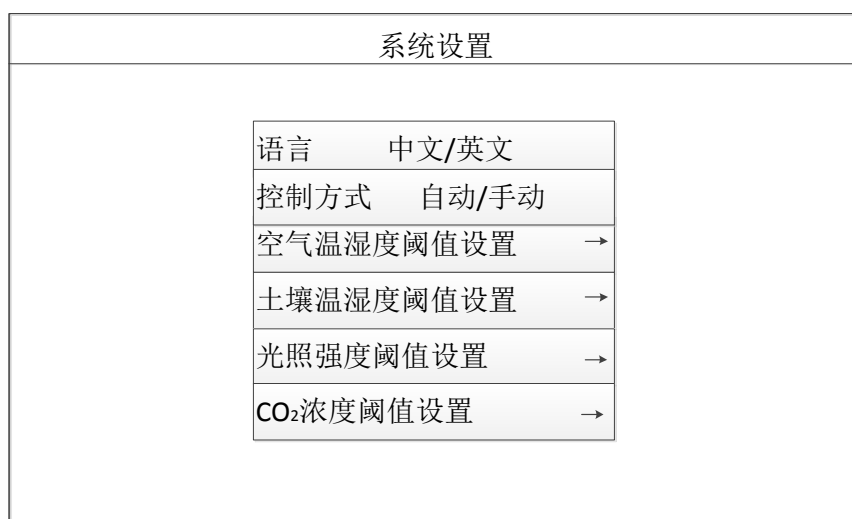 系统设置
语言 中文/英文
控制方式 自动/手动
空气温湿度阈值设置 →
土壤温湿度阈值设置 →
光照强度阈值设置 →
CO₂浓度阈值设置 →